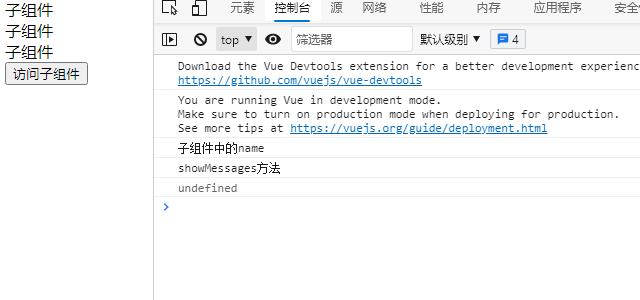 子组件
子组件
子组件
访问子组件
元素 控制台 源 网络 性能 内存 应用程序 安全
top ▼ 筛选器 默认级别 ▼ 4
Download the Vue Devtools extension for a better development experienc
https://github.com/vuejs/vue-devtools
You are running Vue in development mode.
Make sure to turn on production mode when deploying for production.
See more tips at https://vuejs.org/guide/deployment.html
子组件中的name
showMessages方法
undefined